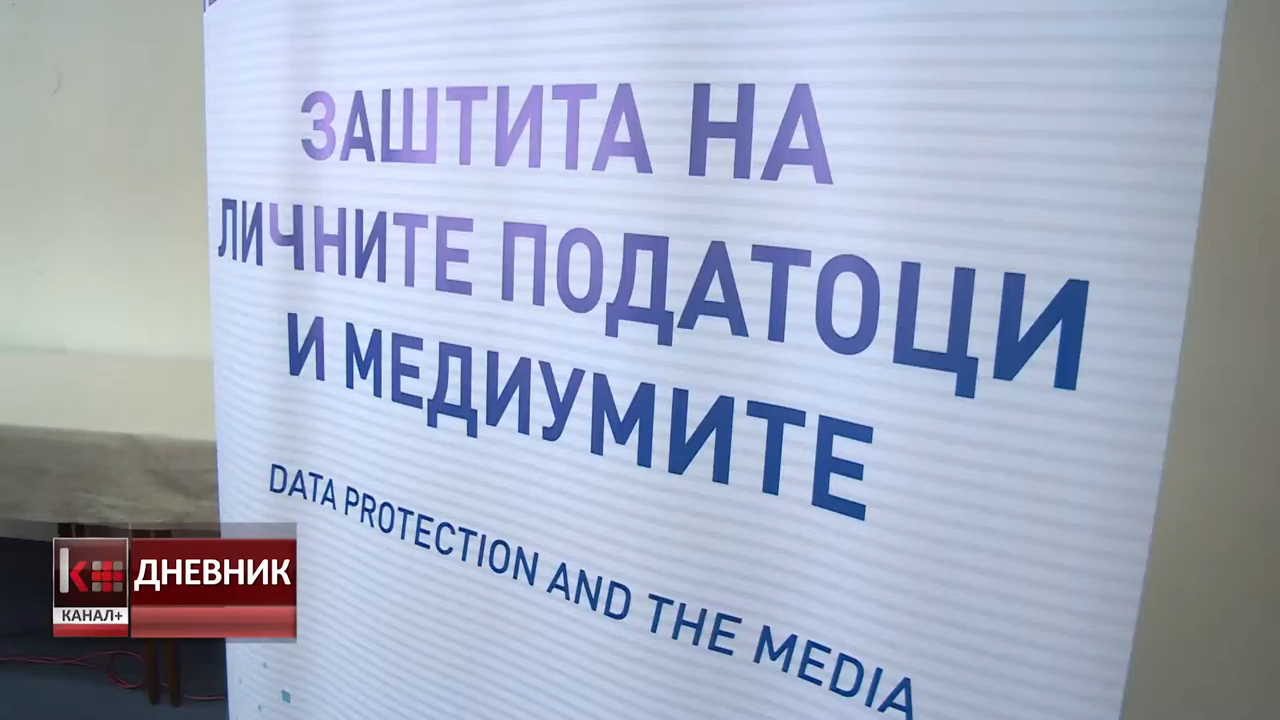 ЗАШТИТА НА
ЛИЧНИТЕ ПОДАТОЦИ
И МЕДИУМИТЕ
DATA PROTECTION AND THE MEDIA
ДНЕВНИК
КАНАЛ+